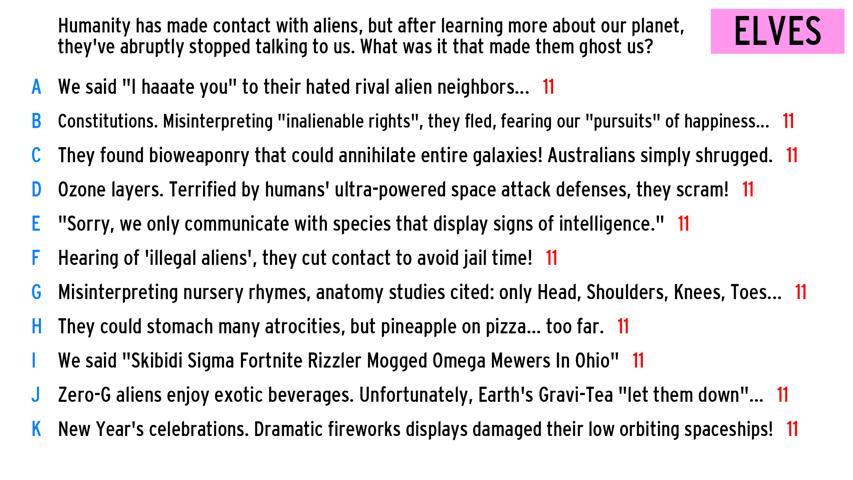 Humanity has made contact with aliens, but after learning more about our planet,
they've abruptly stopped talking to us. What was it that made them ghost us?
ELVES
A We said "I haaate you" to their hated rival alien neighbors... 11
B Constitutions. Misinterpreting "inalienable rights", they fled, fearing our "pursuits" of happiness... 11
C They found bioweaponry that could annihilate entire galaxies! Australians simply shrugged. 11
D Ozone layers. Terrified by humans' ultra-powered space attack defenses, they scram! 11
E "Sorry, we only communicate with species that display signs of intelligence." 11
F Hearing of 'illegal aliens', they cut contact to avoid jail time! 11
G Misinterpreting nursery rhymes, anatomy studies cited: only Head, Shoulders, Knees, Toes... 11
H They could stomach many atrocities, but pineapple on pizza... too far. 11
I We said "Skibidi Sigma Fortnite Rizzler Mogged Omega Mewers In Ohio" 11
J Zero-G aliens enjoy exotic beverages. Unfortunately, Earth's Gravi-Tea "let them down"... 11
K New Year's celebrations. Dramatic fireworks displays damaged their low orbiting spaceships! 11